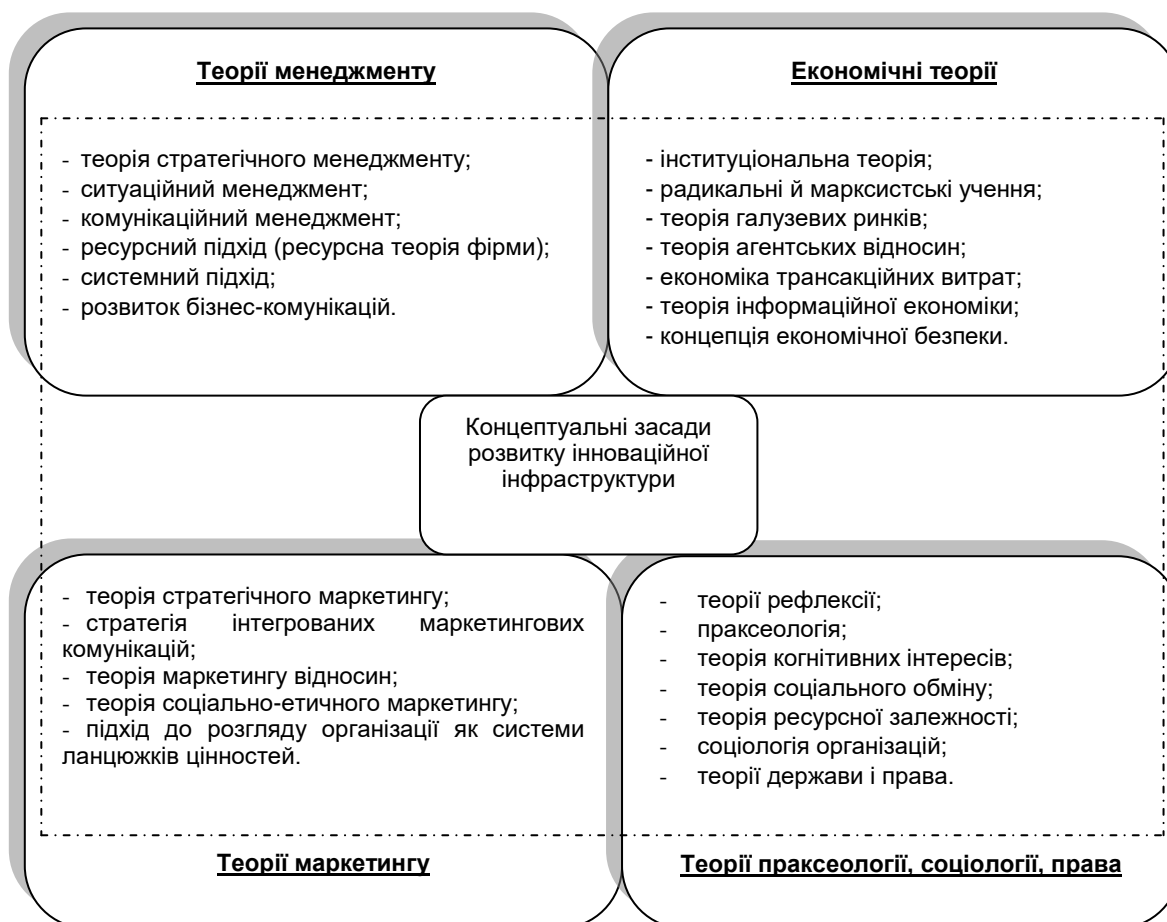 Теорії менеджменту
- теорія стратегічного менеджменту;
- ситуаційний менеджмент;
- комунікаційний менеджмент;
- ресурсний підхід (ресурсна теорія фірми);
- системний підхід;
- розвиток бізнес-комунікацій.
Економічні теорії
- інституціональна теорія;
- радикальні й марксистські учення;
- теорія галузевих ринків;
- теорія агентських відносин;
- економіка трансакційних витрат;
- теорія інформаційної економіки;
- концепція економічної безпеки.
Концептуальні засади
розвитку інноваційної
інфраструктури
- теорія стратегічного маркетингу;
- стратегія інтегрованих маркетингових
комунікацій;
- теорія маркетингу відносин;
- теорія соціально-етичного маркетингу;
- підхід до розгляду організації як системи
ланцюжків цінностей.
Теорії маркетингу
- теорії рефлексії;
- праксеологія;
- теорія когнітивних інтересів;
- теорія соціального обміну;
- теорія ресурсної залежності;
- соціологія організацій;
- теорії держави і права.
Теорії праксеології, соціології, права